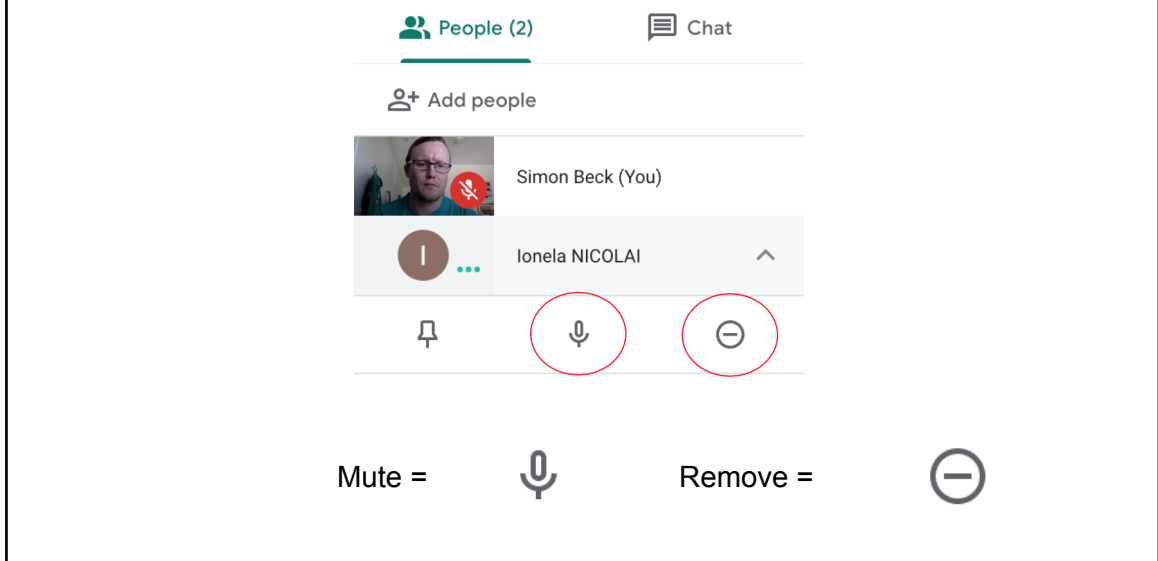 People (2) Chat
Add people
Simon Beck (You)
I
Ionela NICOLAI
Mute = Remove =